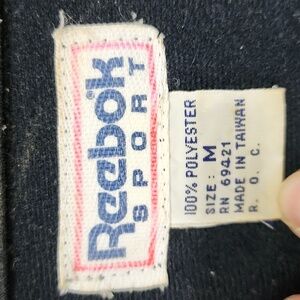 Reebok
SPORT
100% POLYESTER
SIZE: M
RN 69421
MADE IN TAIWAN
R. O. C.